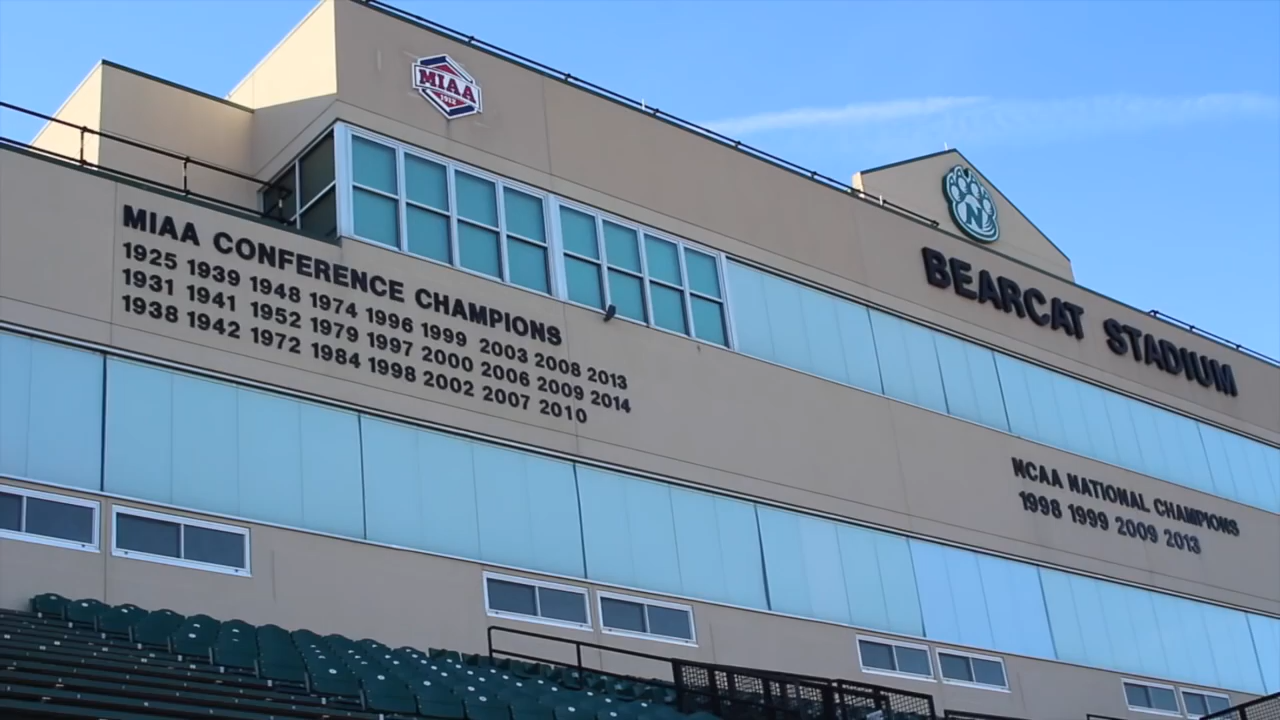 MIAA
1912
N
BEARCAT STADIUM
MIAA CONFERENCE CHAMPIONS
1925 1939 1948 1974 1996 1999 2003 2008 2013
1931 1941 1952 1979 1997 2000 2006 2009 2014
1938 1942 1972 1984 1998 2002 2007 2010
NCAA NATIONAL CHAMPIONS
1998 1999 2009 2013